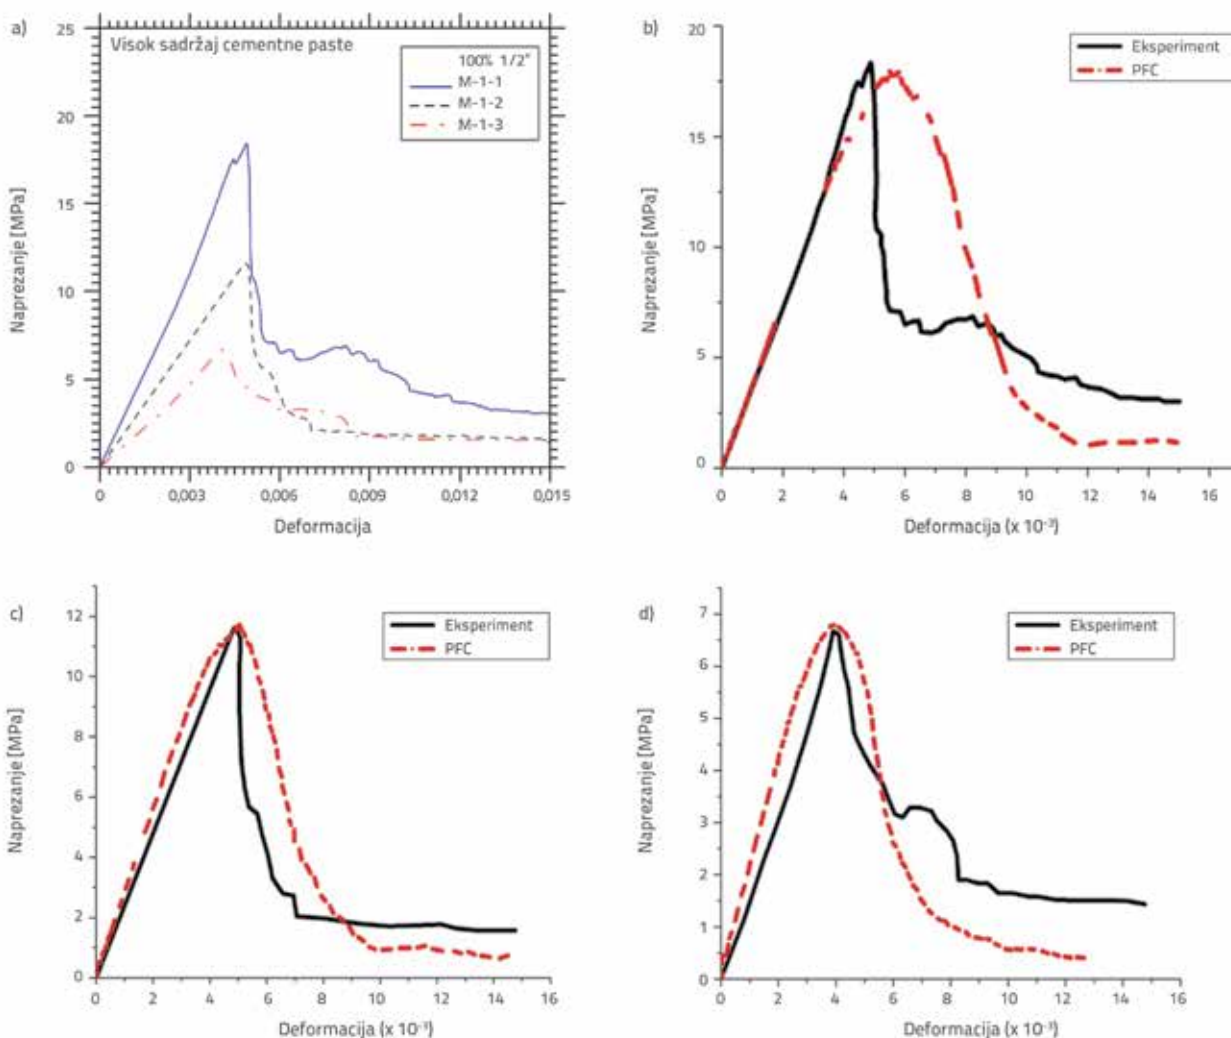 a)
Visok sadržaj cementne paste
100% 1/2"
M-1-1
M-1-2
M-1-3
25
20
15
10
5
0
Naprezanje [MPa]
0
0,003
0,006
0,009
0,012
0,015
Deformacija
b)
Eksperiment
PFC
20
15
10
5
0
Naprezanje [MPa]
0
2
4
6
8
10
12
14
16
Deformacija (x 10⁻³)
c)
Eksperiment
PFC
12
10
8
6
4
2
0
Naprezanje [MPa]
0
2
4
6
8
10
12
14
16
Deformacija (x 10⁻³)
d)
Eksperiment
PFC
7
6
5
4
3
2
1
0
Naprezanje [MPa]
0
2
4
6
8
10
12
14
16
Deformacija (x 10⁻³)